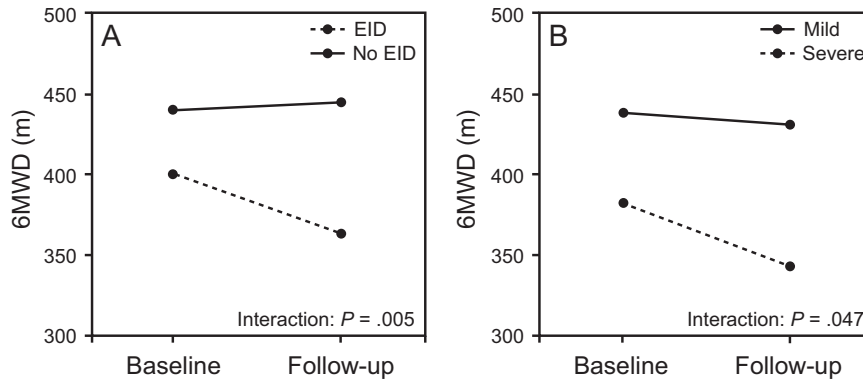 A
EID
No EID
6MWD (m)
500
450
400
350
300
Interaction: P = .005
Baseline Follow-up
B
Mild
Severe
6MWD (m)
500
450
400
350
300
Interaction: P = .047
Baseline Follow-up